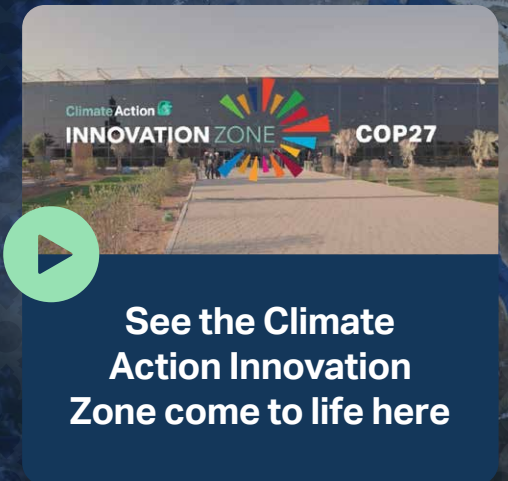 Climate Action
INNOVATION ZONE
COP27
See the Climate
Action Innovation
Zone come to life here